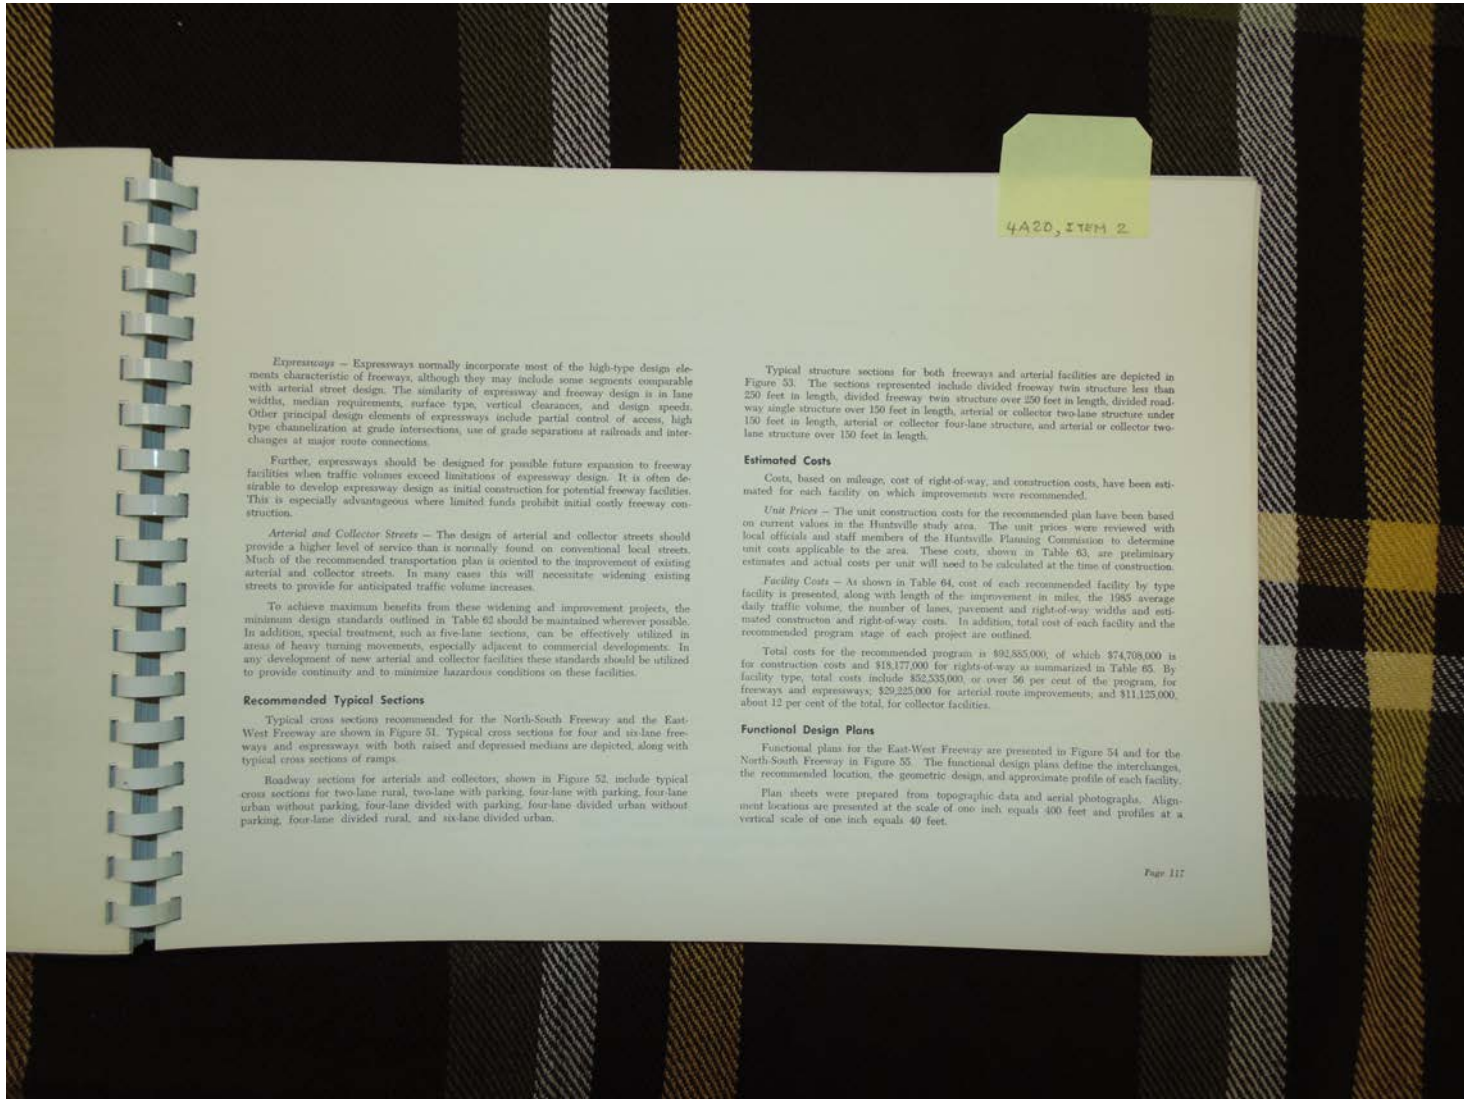 4A2D, ITEM 2
Expressways — Expressways normally incorporate most of the high-type design ele-
ments characteristic of freeways, although they may include some segments comparable
with arterial street design. The similarity of expressway and freeway design is in lane
widths, median requirements, surface type, vertical clearances, and design speeds.
Other principal design elements of expressways include partial control of access, high
type channelization at grade intersections, use of grade separations at railroads and inter-
changes at major route connections.
Further, expressways should be designed for possible future expansion to freeway
facilities when traffic volumes exceed limitations of expressway design. It is often de-
sirable to develop expressway design as initial construction for potential freeway facilities.
This is especially advantageous where limited funds prohibit initial costly freeway con-
struction.
Arterial and Collector Streets — The design of arterial and collector streets should
provide a higher level of service than is normally found on conventional local streets.
Much of the recommended transportation plan is oriented to the improvement of existing
arterial and collector streets. In many cases this will necessitate widening existing
streets to provide for anticipated traffic volume increases.
To achieve maximum benefits from these widening and improvement projects, the
minimum design standards outlined in Table 62 should be maintained wherever possible.
In addition, special treatment, such as five-lane sections, can be effectively utilized in
areas of heavy turning movements, especially adjacent to commercial developments. In
any development of now arterial and collector facilities these standards should be utilized
to provide continuity and to minimize hazardous conditions on these facilities.
Recommended Typical Sections
Typical cross sections recommended for the North-South Freeway and the East-
West Freeway are shown in Figure 51. Typical cross sections for four and six-lane free-
ways and expressways with both raised and depressed medians are depicted, along with
typical cross sections of ramps.
Roadway sections for arterials and collectors, shown in Figure 52, include typical
cross sections for two-lane rural, two-lane with parking, four-lane with parking, four-lane
urban without parking, four-lane divided with parking, four-lane divided urban without
parking, four-lane divided rural, and six-lane divided urban.
Typical structure sections for both freeways and arterial facilities are depicted in
Figure 53. The sections represented include divided freeway twin structure less than
250 feet in length, divided freeway twin structure over 250 feet in length, divided road-
way single structure over 150 feet in length, arterial or collector two-lane structure under
150 feet in length, arterial or collector four-lane structure, and arterial or collector two-
lane structure over 150 feet in length.
Estimated Costs
Costs, based on mileage, cost of right-of-way, and construction costs, have been esti-
mated for each facility on which improvements were recommended.
Unit Prices — The unit construction costs for the recommended plan have been based
on current values in the Huntsville study area. The unit prices were reviewed with
local officials and staff members of the Huntsville Planning Commission to determine
unit costs applicable to the area. These costs, shown in Table 63, are preliminary
estimates and actual costs per unit will need to be calculated at the time of construction.
Facility Costs — As shown in Table 64, cost of each recommended facility by type
facility is presented, along with length of the improvement in miles, the 1985 average
daily traffic volume, the number of lanes, pavement and right-of-way widths and esti-
mated constructon and right-of-way costs. In addition, total cost of each facility and the
recommended program stage of each project are outlined.
Total costs for the recommended program is $92,885,000, of which $74,708,000 is
for construction costs and $18,177,000 for rights-of-way as summarized in Table 65. By
facility type, total costs include $52,535,000, or over 56 per cent of the program, for
freeways and expressways; $29,225,000 for arterial route improvements, and $11,125,000,
about 12 per cent of the total, for collector facilities.
Functional Design Plans
Functional plans for the East-West Freeway are presented in Figure 54 and for the
North-South Freeway in Figure 55. The functional design plans define the interchanges,
the recommended location, the geometric design, and approximate profile of each facility.
Plan sheets were prepared from topographic data and aerial photographs. Align-
ment locations are presented at the scale of one inch equals 400 feet and profiles at a
vertical scale of one inch equals 40 feet.
Page 117